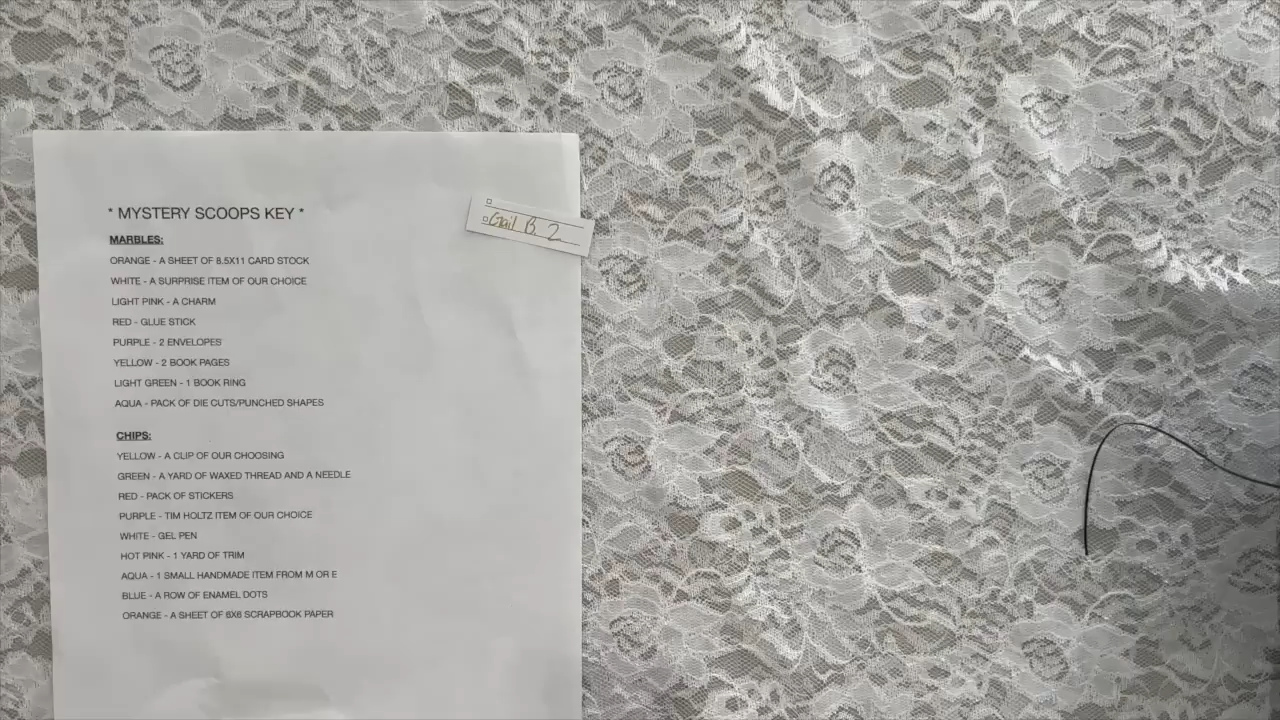 * MYSTERY SCOOPS KEY *
Gail B. 2
MARBLES:
ORANGE - A SHEET OF 8.5X11 CARD STOCK
WHITE - A SURPRISE ITEM OF OUR CHOICE
LIGHT PINK - A CHARM
RED - GLUE STICK
PURPLE - 2 ENVELOPES
YELLOW - 2 BOOK PAGES
LIGHT GREEN - 1 BOOK RING
AQUA - PACK OF DIE CUTS/PUNCHED SHAPES
CHIPS:
YELLOW - A CLIP OF OUR CHOOSING
GREEN - A YARD OF WAXED THREAD AND A NEEDLE
RED - PACK OF STICKERS
PURPLE - TIM HOLTZ ITEM OF OUR CHOICE
WHITE - GEL PEN
HOT PINK - 1 YARD OF TRIM
AQUA - 1 SMALL HANDMADE ITEM FROM M OR E
BLUE - A ROW OF ENAMEL DOTS
ORANGE - A SHEET OF 6X6 SCRAPBOOK PAPER